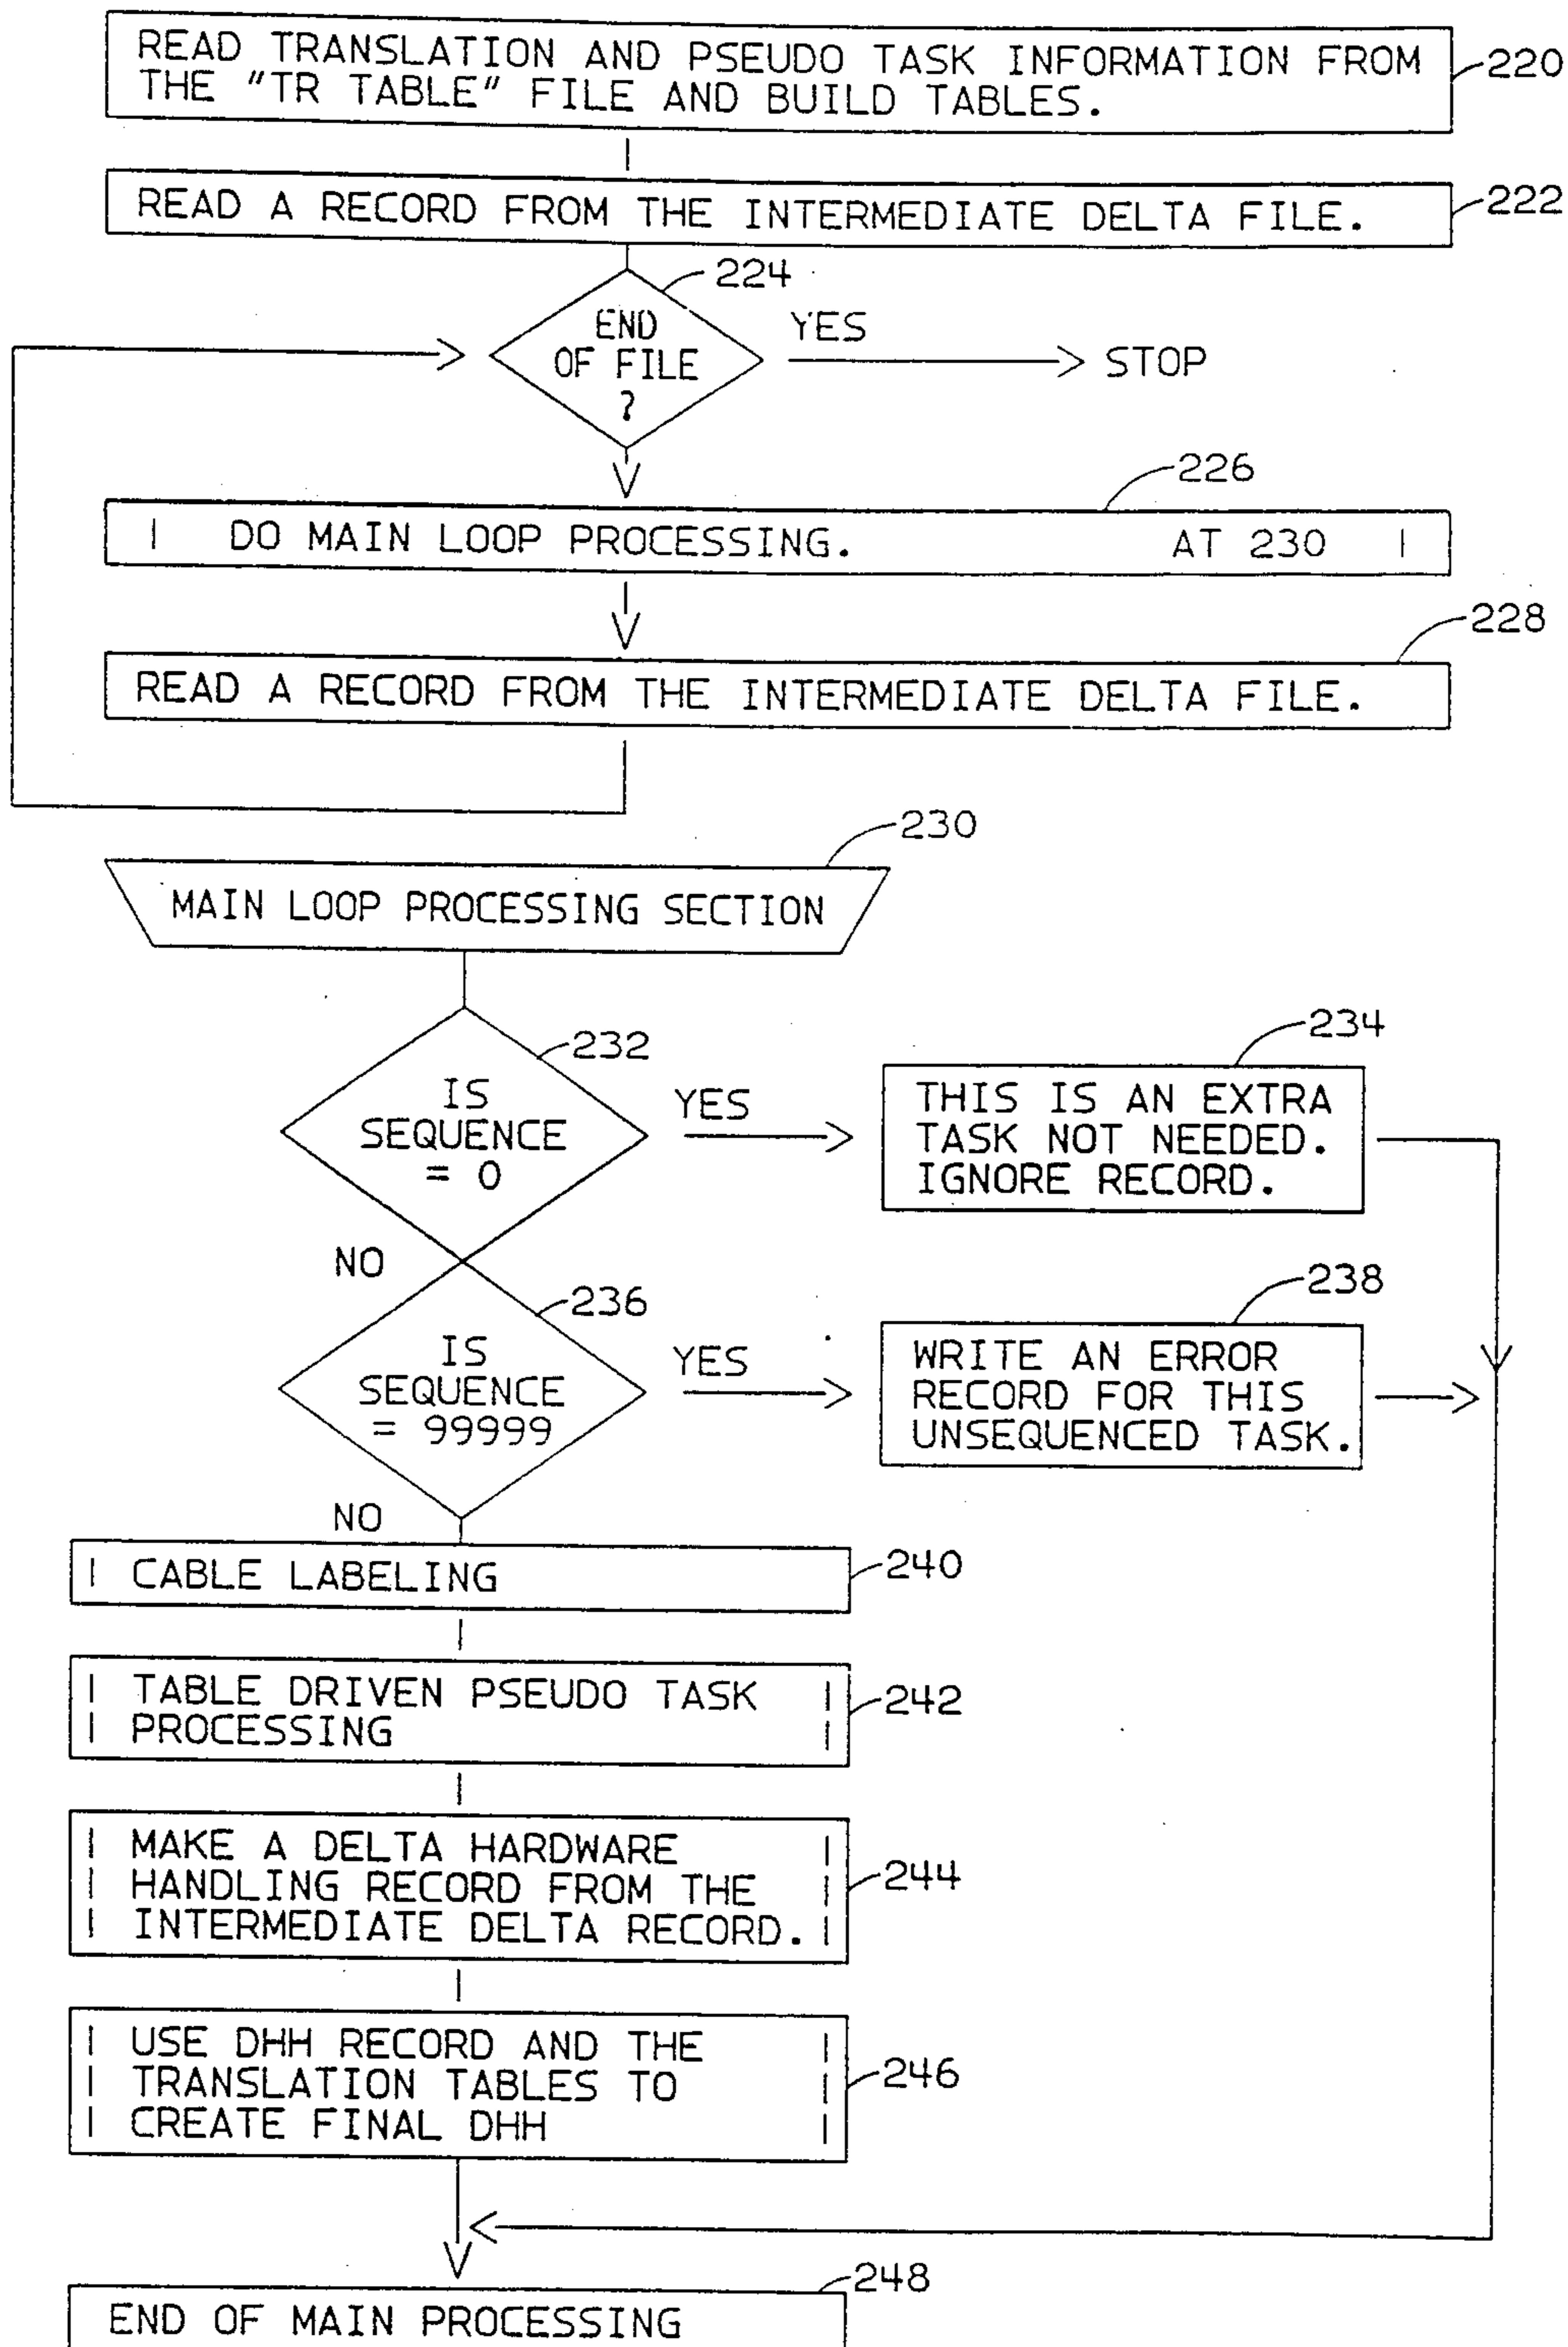 READ TRANSLATION AND PSEUDO TASK INFORMATION FROM
THE "TR TABLE" FILE AND BUILD TABLES.
220
READ A RECORD FROM THE INTERMEDIATE DELTA FILE.
222
224
END
OF FILE
?
YES
STOP
226
DO MAIN LOOP PROCESSING. AT 230
228
READ A RECORD FROM THE INTERMEDIATE DELTA FILE.
230
MAIN LOOP PROCESSING SECTION
232
IS
SEQUENCE
= 0
YES
234
THIS IS AN EXTRA
TASK NOT NEEDED.
IGNORE RECORD.
NO
236
IS
SEQUENCE
= 99999
YES
238
WRITE AN ERROR
RECORD FOR THIS
UNSEQUENCED TASK.
NO
CABLE LABELING
240
TABLE DRIVEN PSEUDO TASK
PROCESSING
242
MAKE A DELTA HARDWARE
HANDLING RECORD FROM THE
INTERMEDIATE DELTA RECORD.
244
USE DHH RECORD AND THE
TRANSLATION TABLES TO
CREATE FINAL DHH
246
248
END OF MAIN PROCESSING